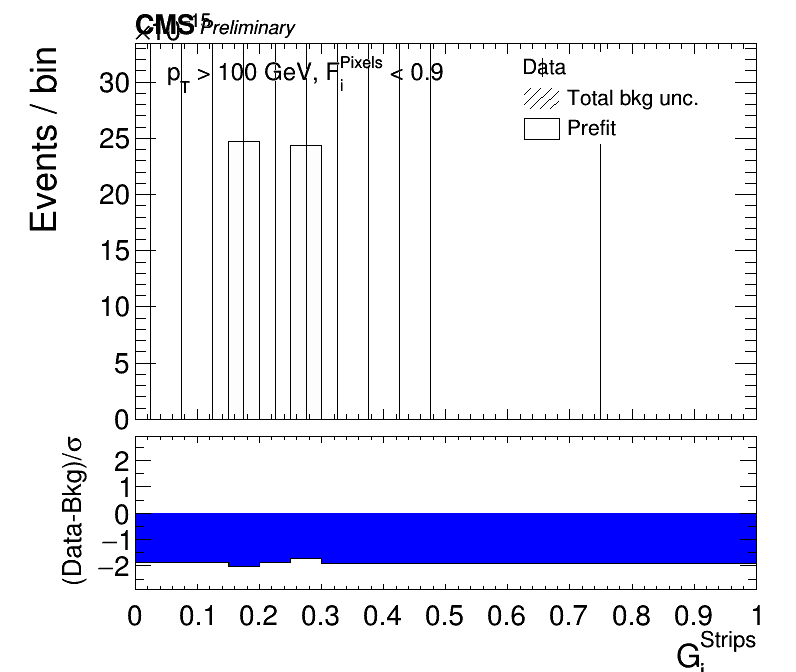 CMS Preliminary
×10^15
Events / bin
p_T > 100 GeV, F_i^Pixels < 0.9
Data
Total bkg unc.
Prefit
30
25
20
15
10
5
0
(Data-Bkg)/σ
2
1
0
−1
−2
0 0.1 0.2 0.3 0.4 0.5 0.6 0.7 0.8 0.9 1
G_i^Strips